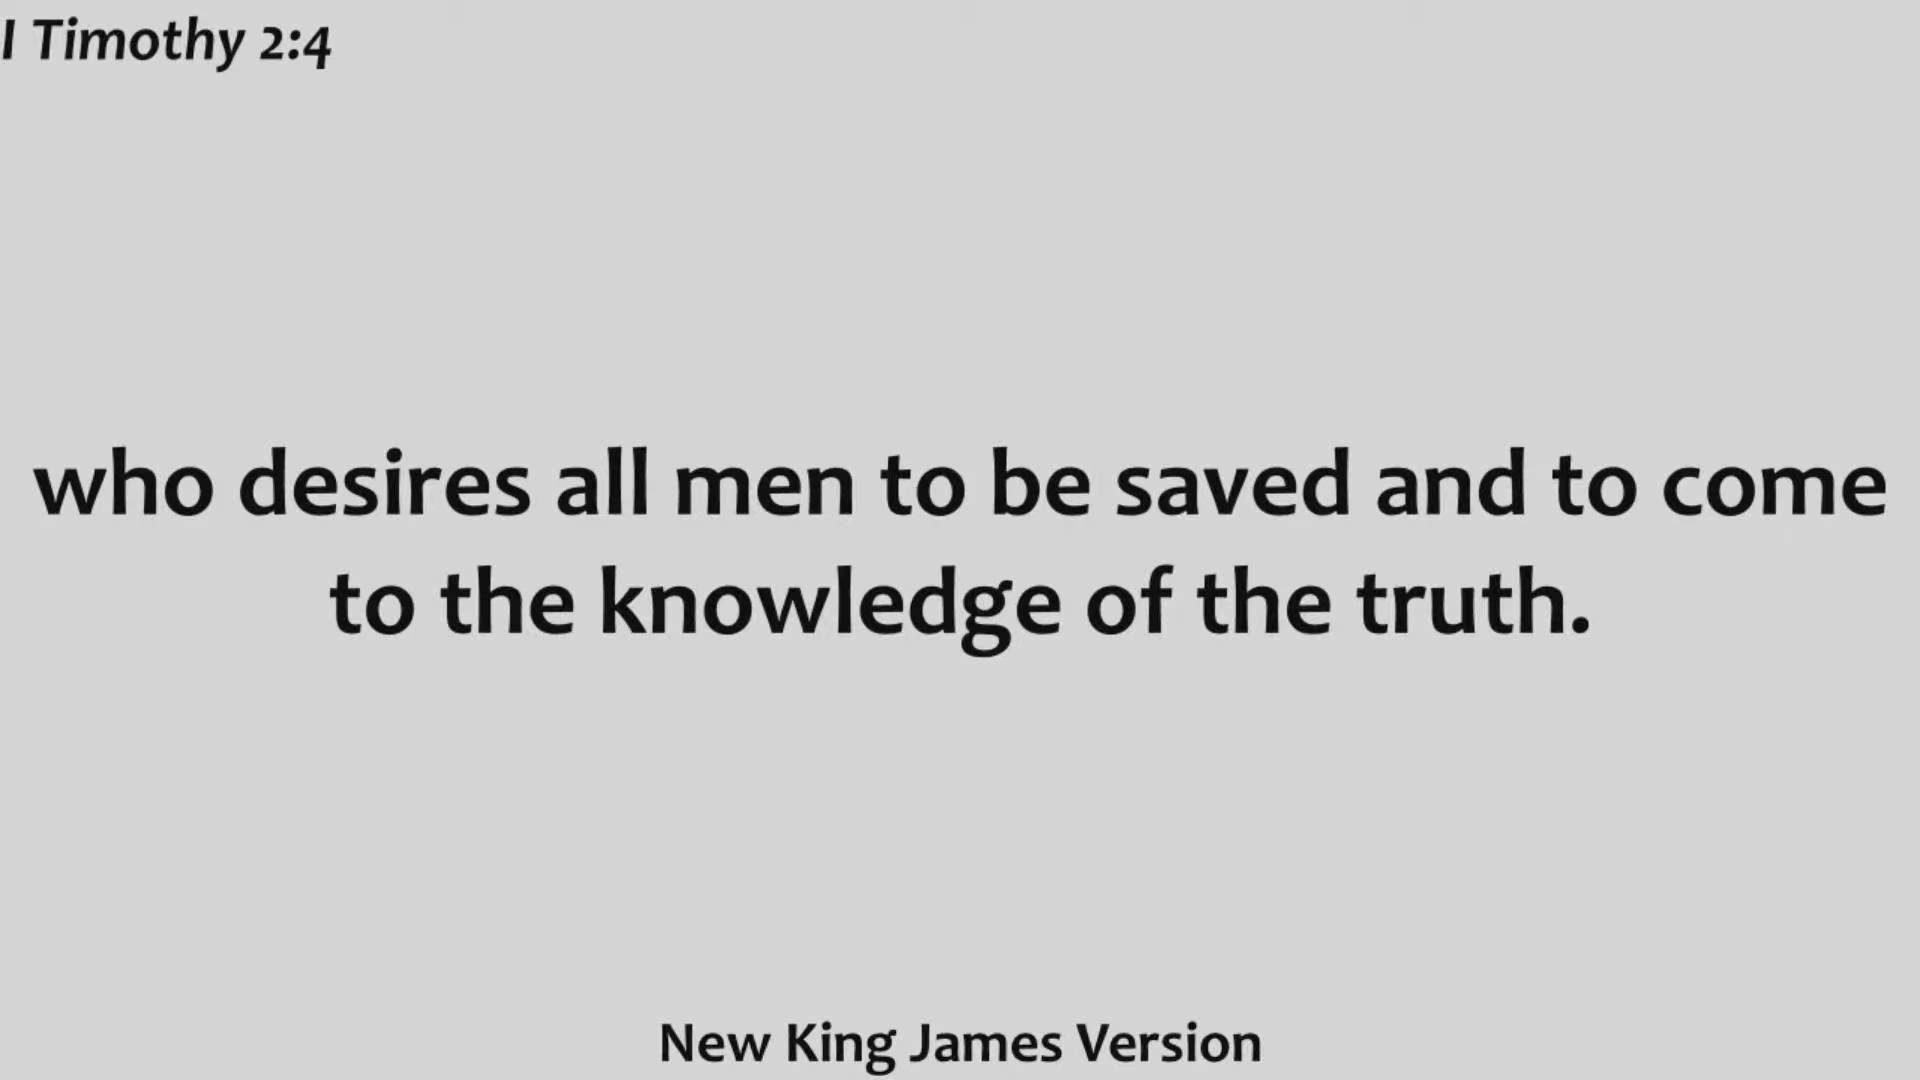 I Timothy 2:4
who desires all men to be saved and to come
to the knowledge of the truth.
New King James Version